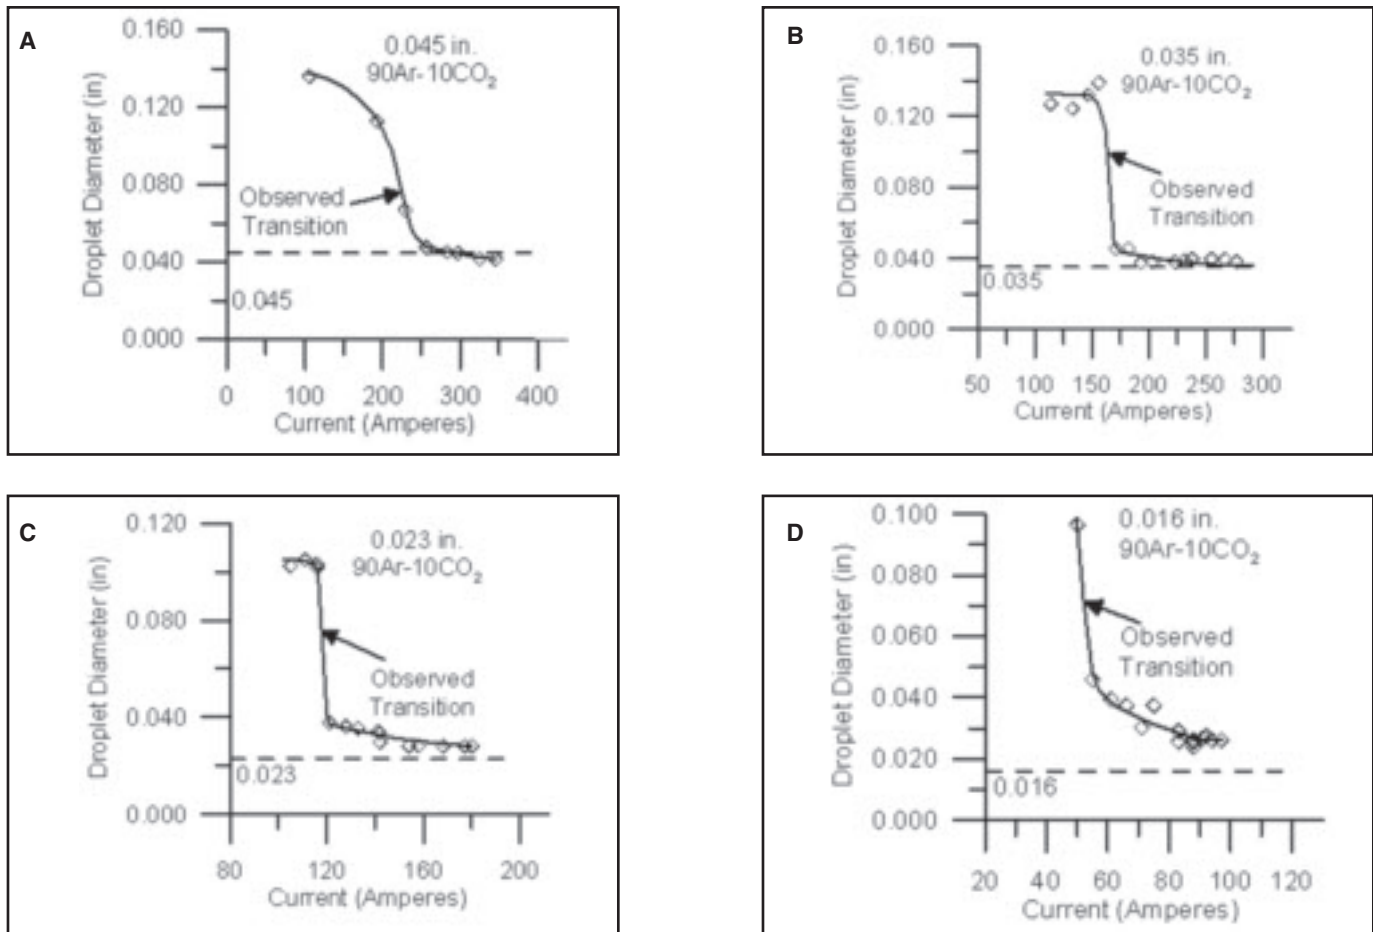 A
0.045 in.
90Ar-10CO₂
Droplet Diameter (in)
0.160
0.120
0.080
0.040
0.000
Observed
Transition
0.045
0 100 200 300 400
Current (Amperes)
B
0.035 in.
90Ar-10CO₂
Droplet Diameter (in)
0.160
0.120
0.080
0.040
0.000
Observed
Transition
0.035
50 100 150 200 250 300
Current (Amperes)
C
0.023 in.
90Ar-10CO₂
Droplet Diameter (in)
0.120
0.080
0.040
0.000
Observed
Transition
0.023
80 120 160 200
Current (Amperes)
D
0.016 in.
90Ar-10CO₂
Droplet Diameter (in)
0.100
0.080
0.060
0.040
0.020
0.000
Observed
Transition
0.016
20 40 60 80 100 120
Current (Amperes)